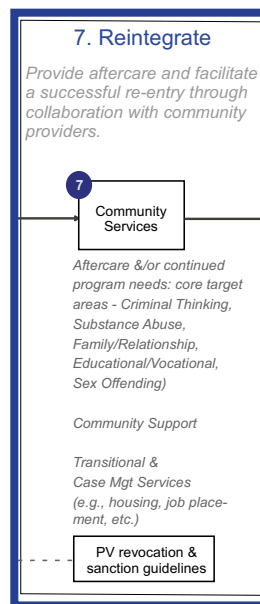 7. Reintegrate
Provide aftercare and facilitate
a successful re-entry through
collaboration with community
providers.
7
Community
Services
Aftercare &/or continued
program needs: core target
areas - Criminal Thinking,
Substance Abuse,
Family/Relationship,
Educational/Vocational,
Sex Offending)
Community Support
Transitional &
Case Mgt Services
(e.g., housing, job place-
ment, etc.)
PV revocation &
sanction guidelines